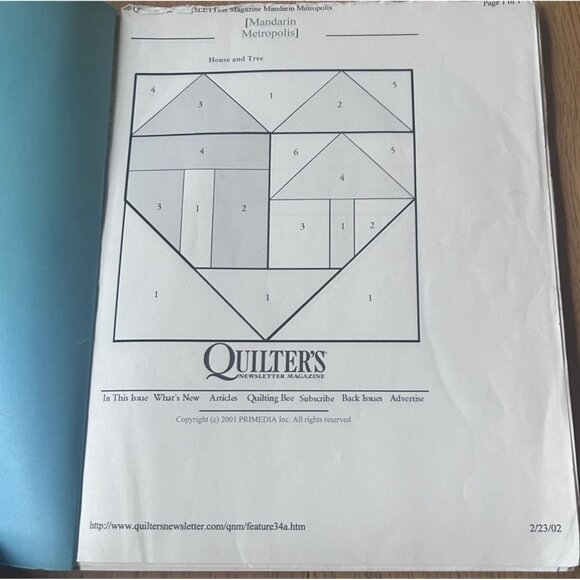 SLETTER Magazine Mandarin Metropolis
Page 1 of 1
[Mandarin
Metropolis]
House and Tree
4 3 1 2 5
4 6 5
4
3 1 2 3 1 2
1 1 1
QUILTER'S
NEWSLETTER MAGAZINE
In This Issue What's New Articles Quilting Bee Subscribe Back Issues Advertise
Copyright (c) 2001 PRIMEDIA Inc. All rights reserved
http://www.quiltersnewsletter.com/qnm/feature34a.htm
2/23/02